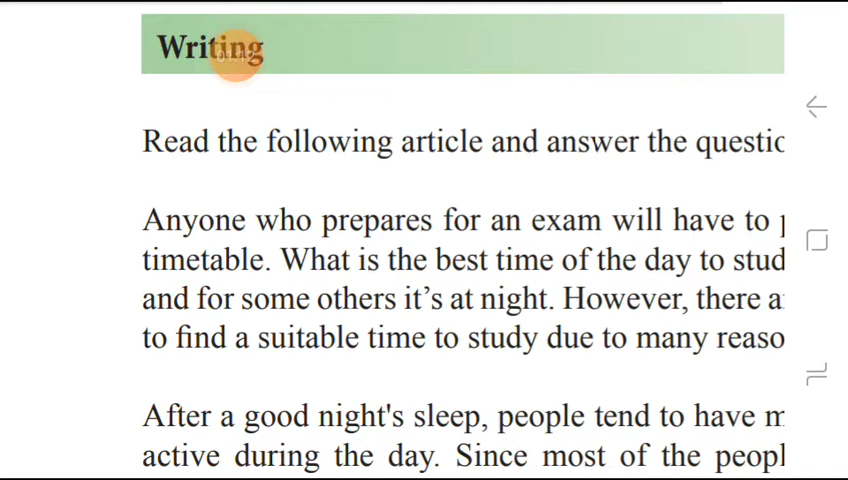 Writing
Read the following article and answer the
Anyone who prepares for an exam will have to
timetable. What is the best time of the day to
and for some others it's at night. However, there
to find a suitable time to study due to many
After a good night's sleep, people tend to have
active during the day. Since most of the